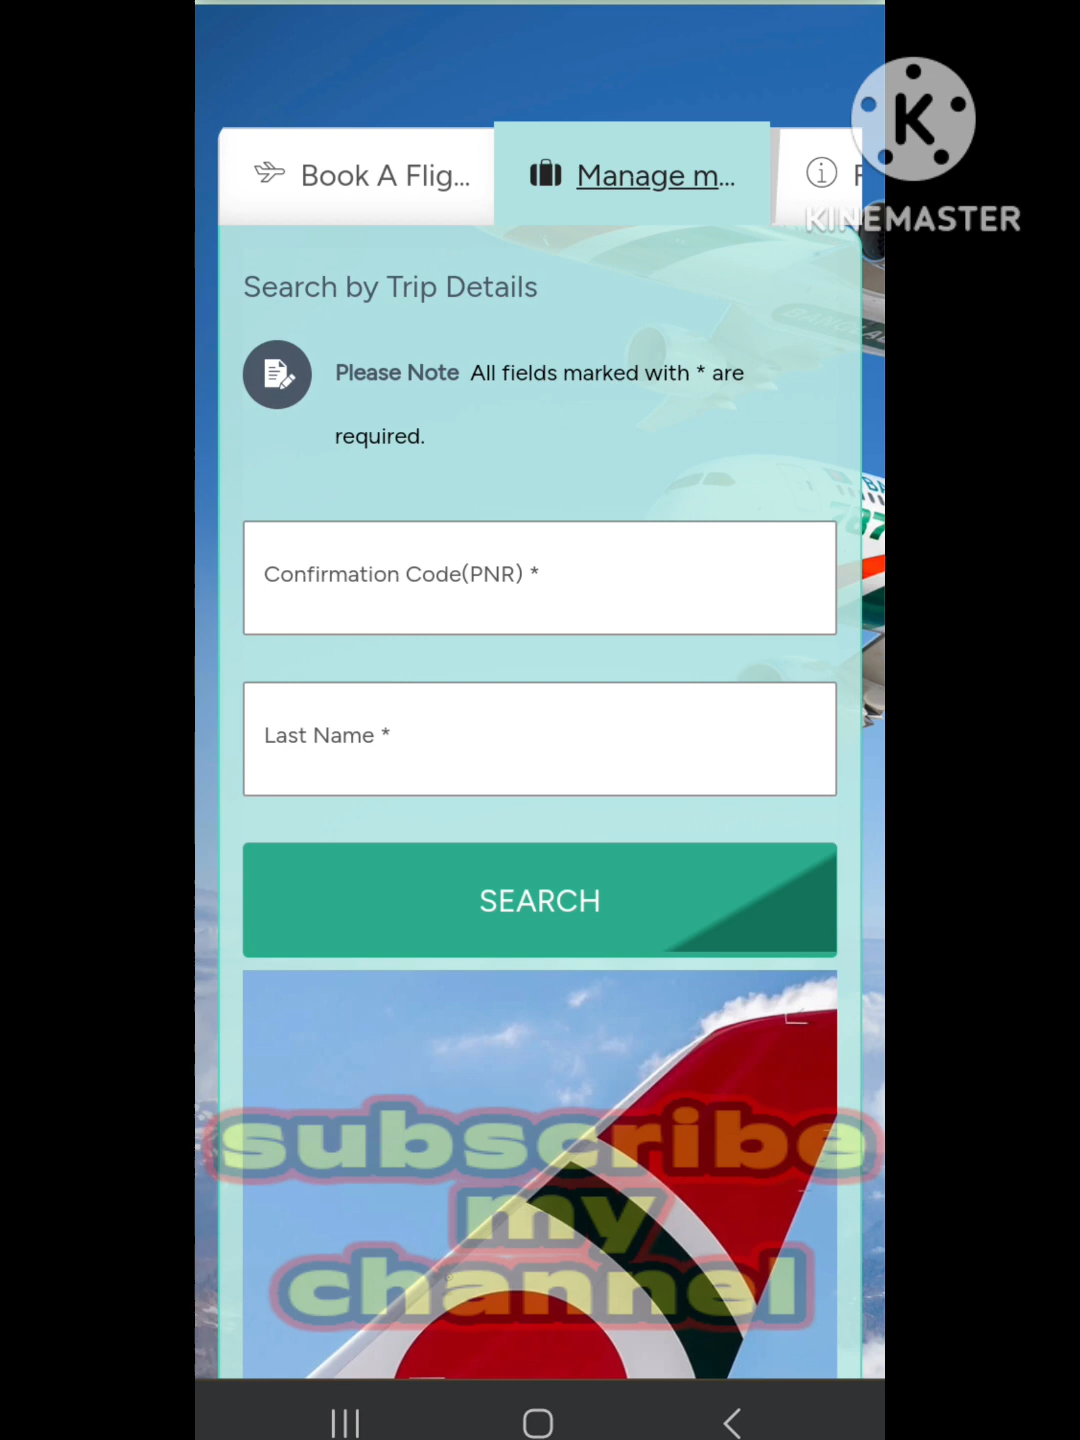 KINEMASTER
Book A Flig...
Manage m...
Search by Trip Details
Please Note All fields marked with * are
required.
Confirmation Code(PNR) *
Last Name *
SEARCH
subscribe
my
channel